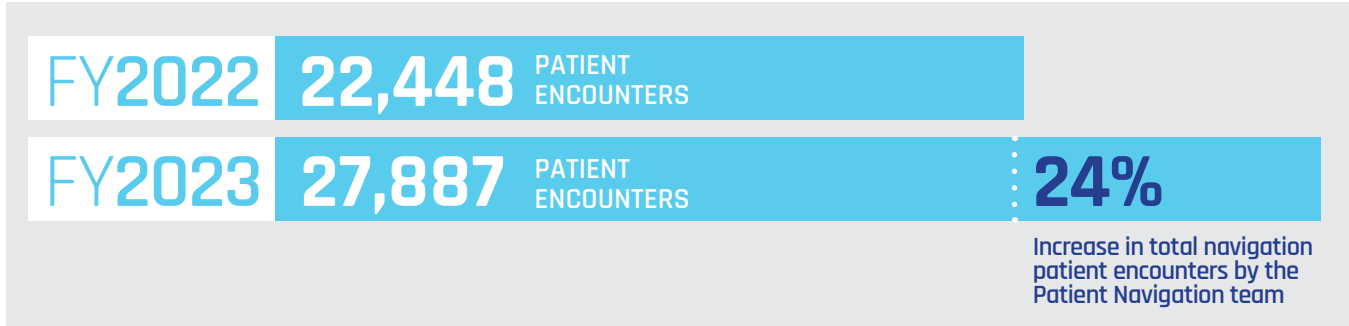 FY2022 22,448 PATIENT
ENCOUNTERS
FY2023 27,887 PATIENT
ENCOUNTERS
24%
Increase in total navigation
patient encounters by the
Patient Navigation team